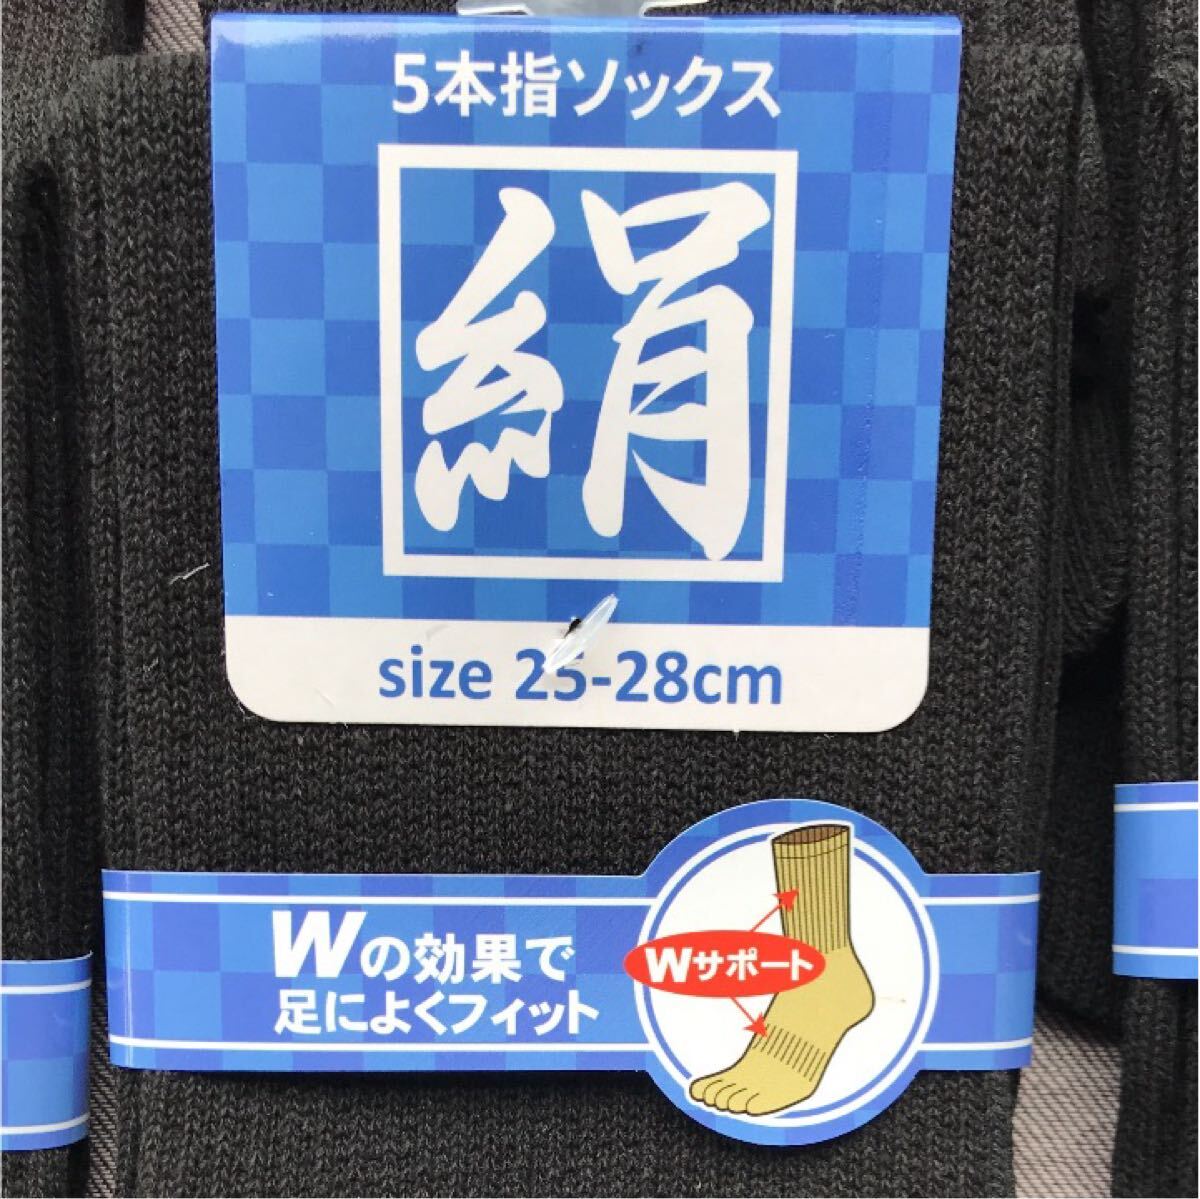 5本指ソックス
絹
size 25-28cm
Wの効果で
足によくフィット
Wサポート